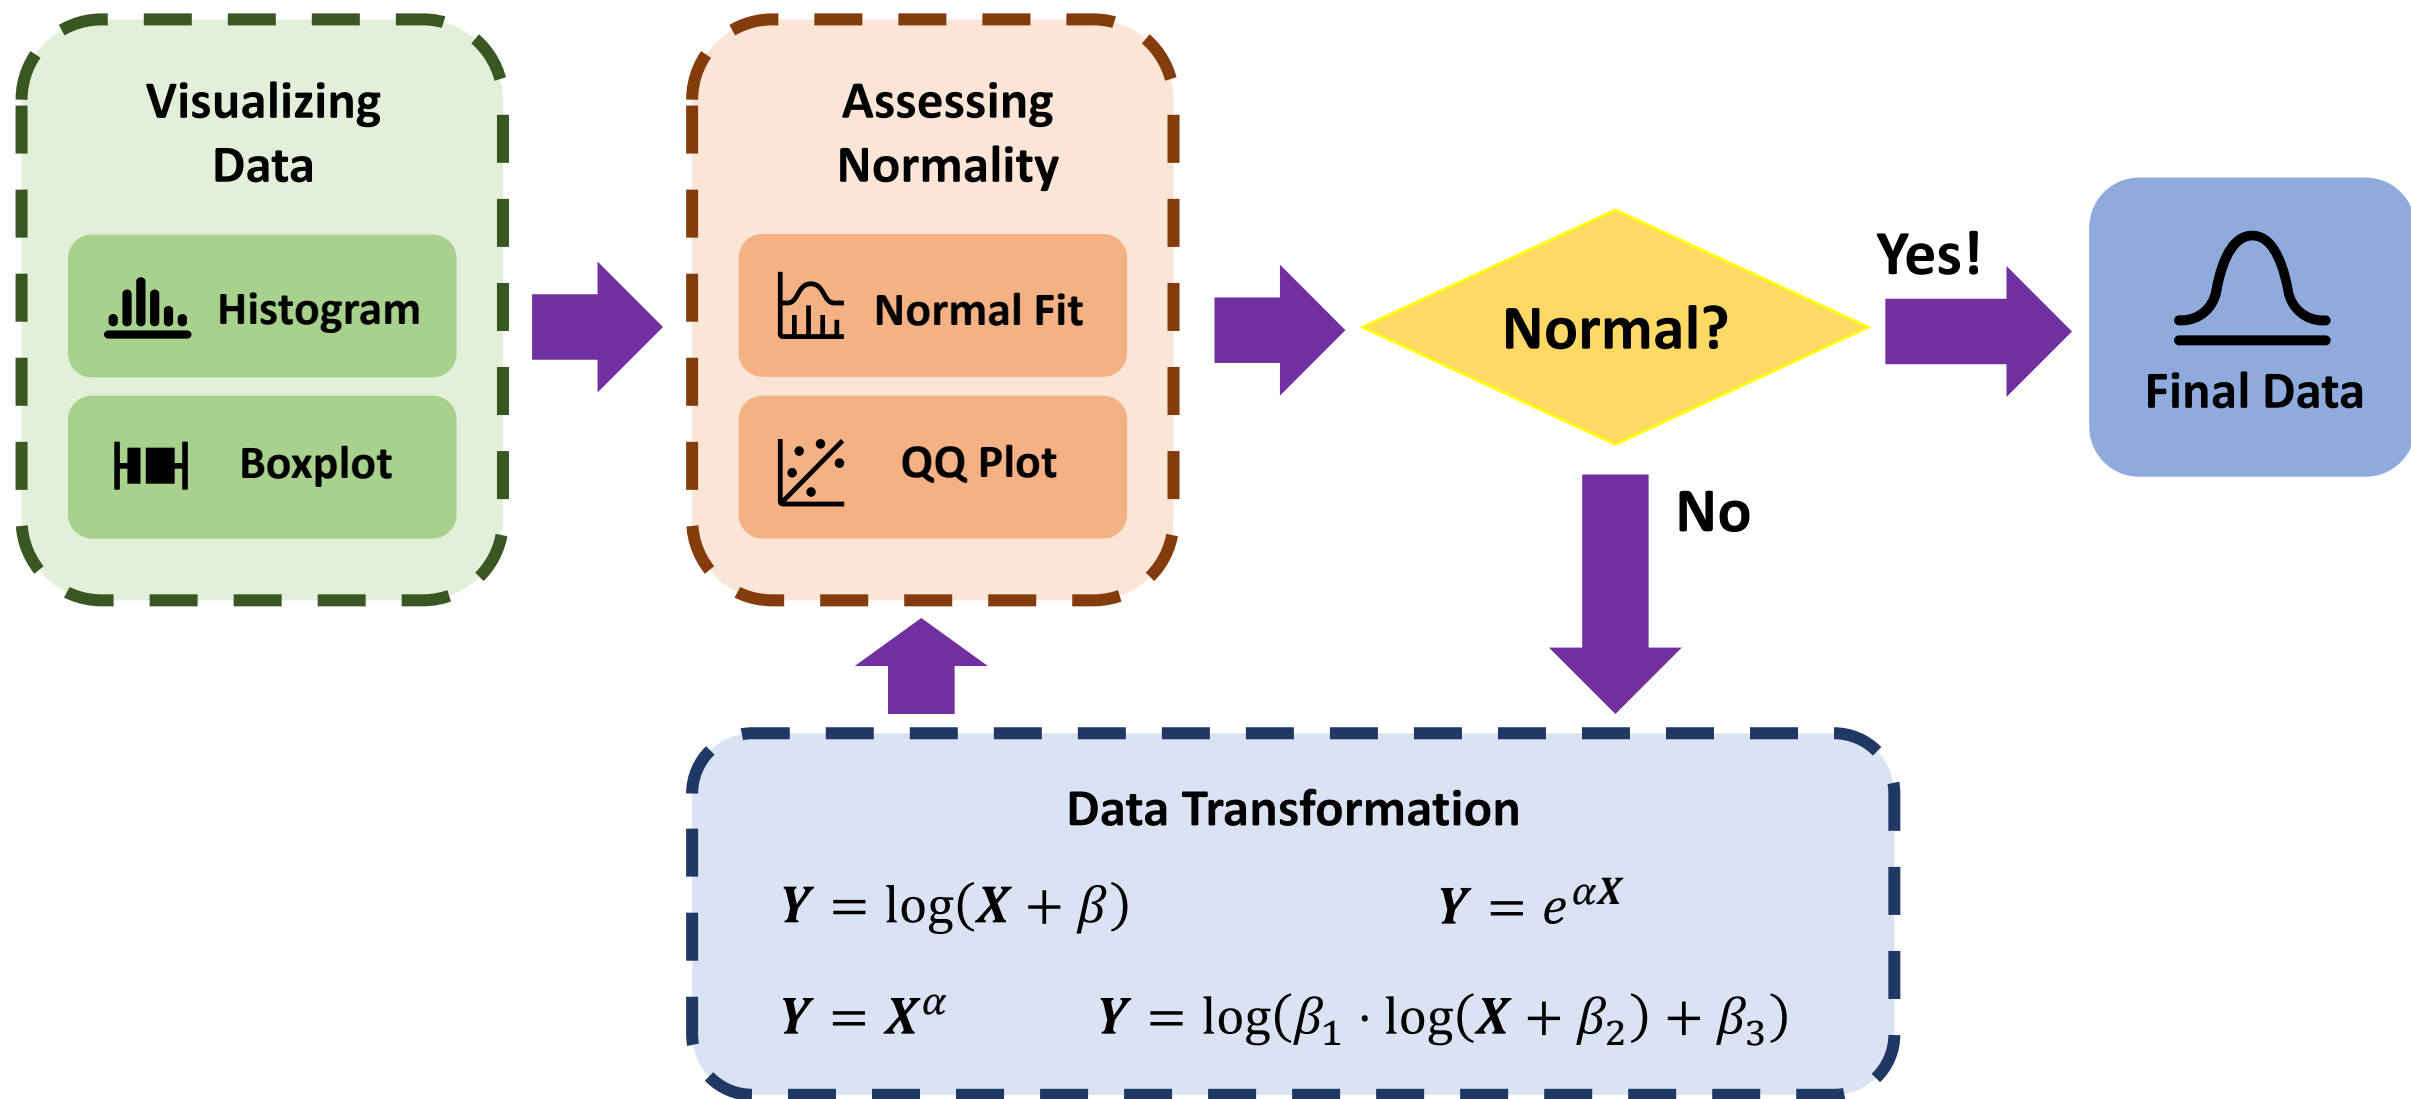 Visualizing
Data
Histogram
Boxplot
Assessing
Normality
Normal Fit
QQ Plot
Normal?
Yes!
No
Final Data
Data Transformation
𝒀 = log(𝑿 + 𝛽)
𝒀 = 𝑒^{𝛼𝑿}
𝒀 = 𝑿^𝛼
𝒀 = log(𝛽₁ · log(𝑿 + 𝛽₂) + 𝛽₃)